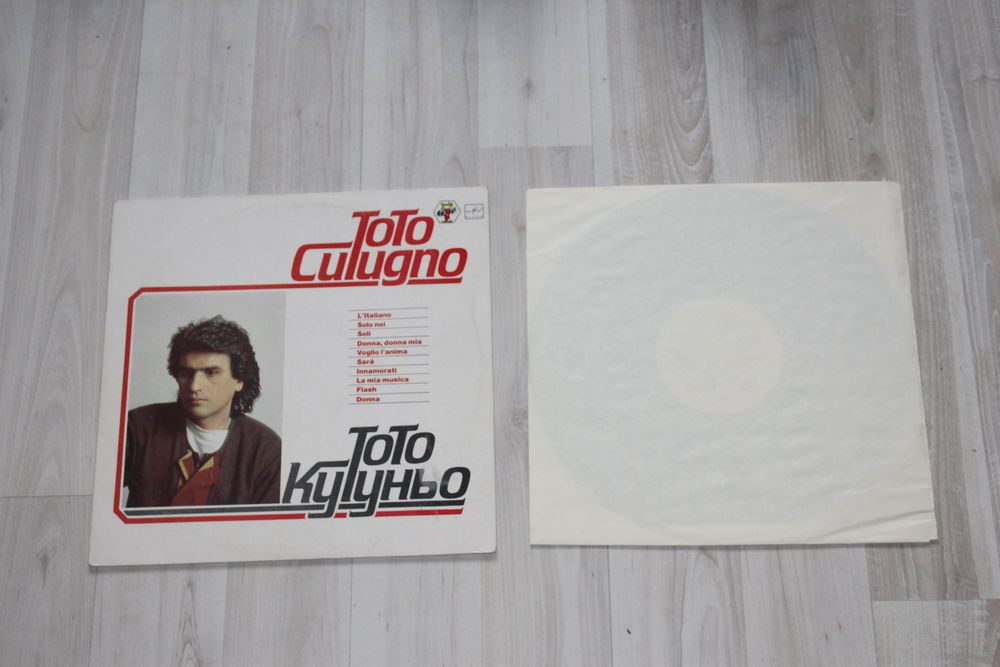 ToTo
Cutugno
L'Italiano
Solo noi
Soli
Donna, donna mia
Voglio l'anima
Sarà
Innamorati
La mia musica
Flash
Donna
ТоТо
Кутуньо